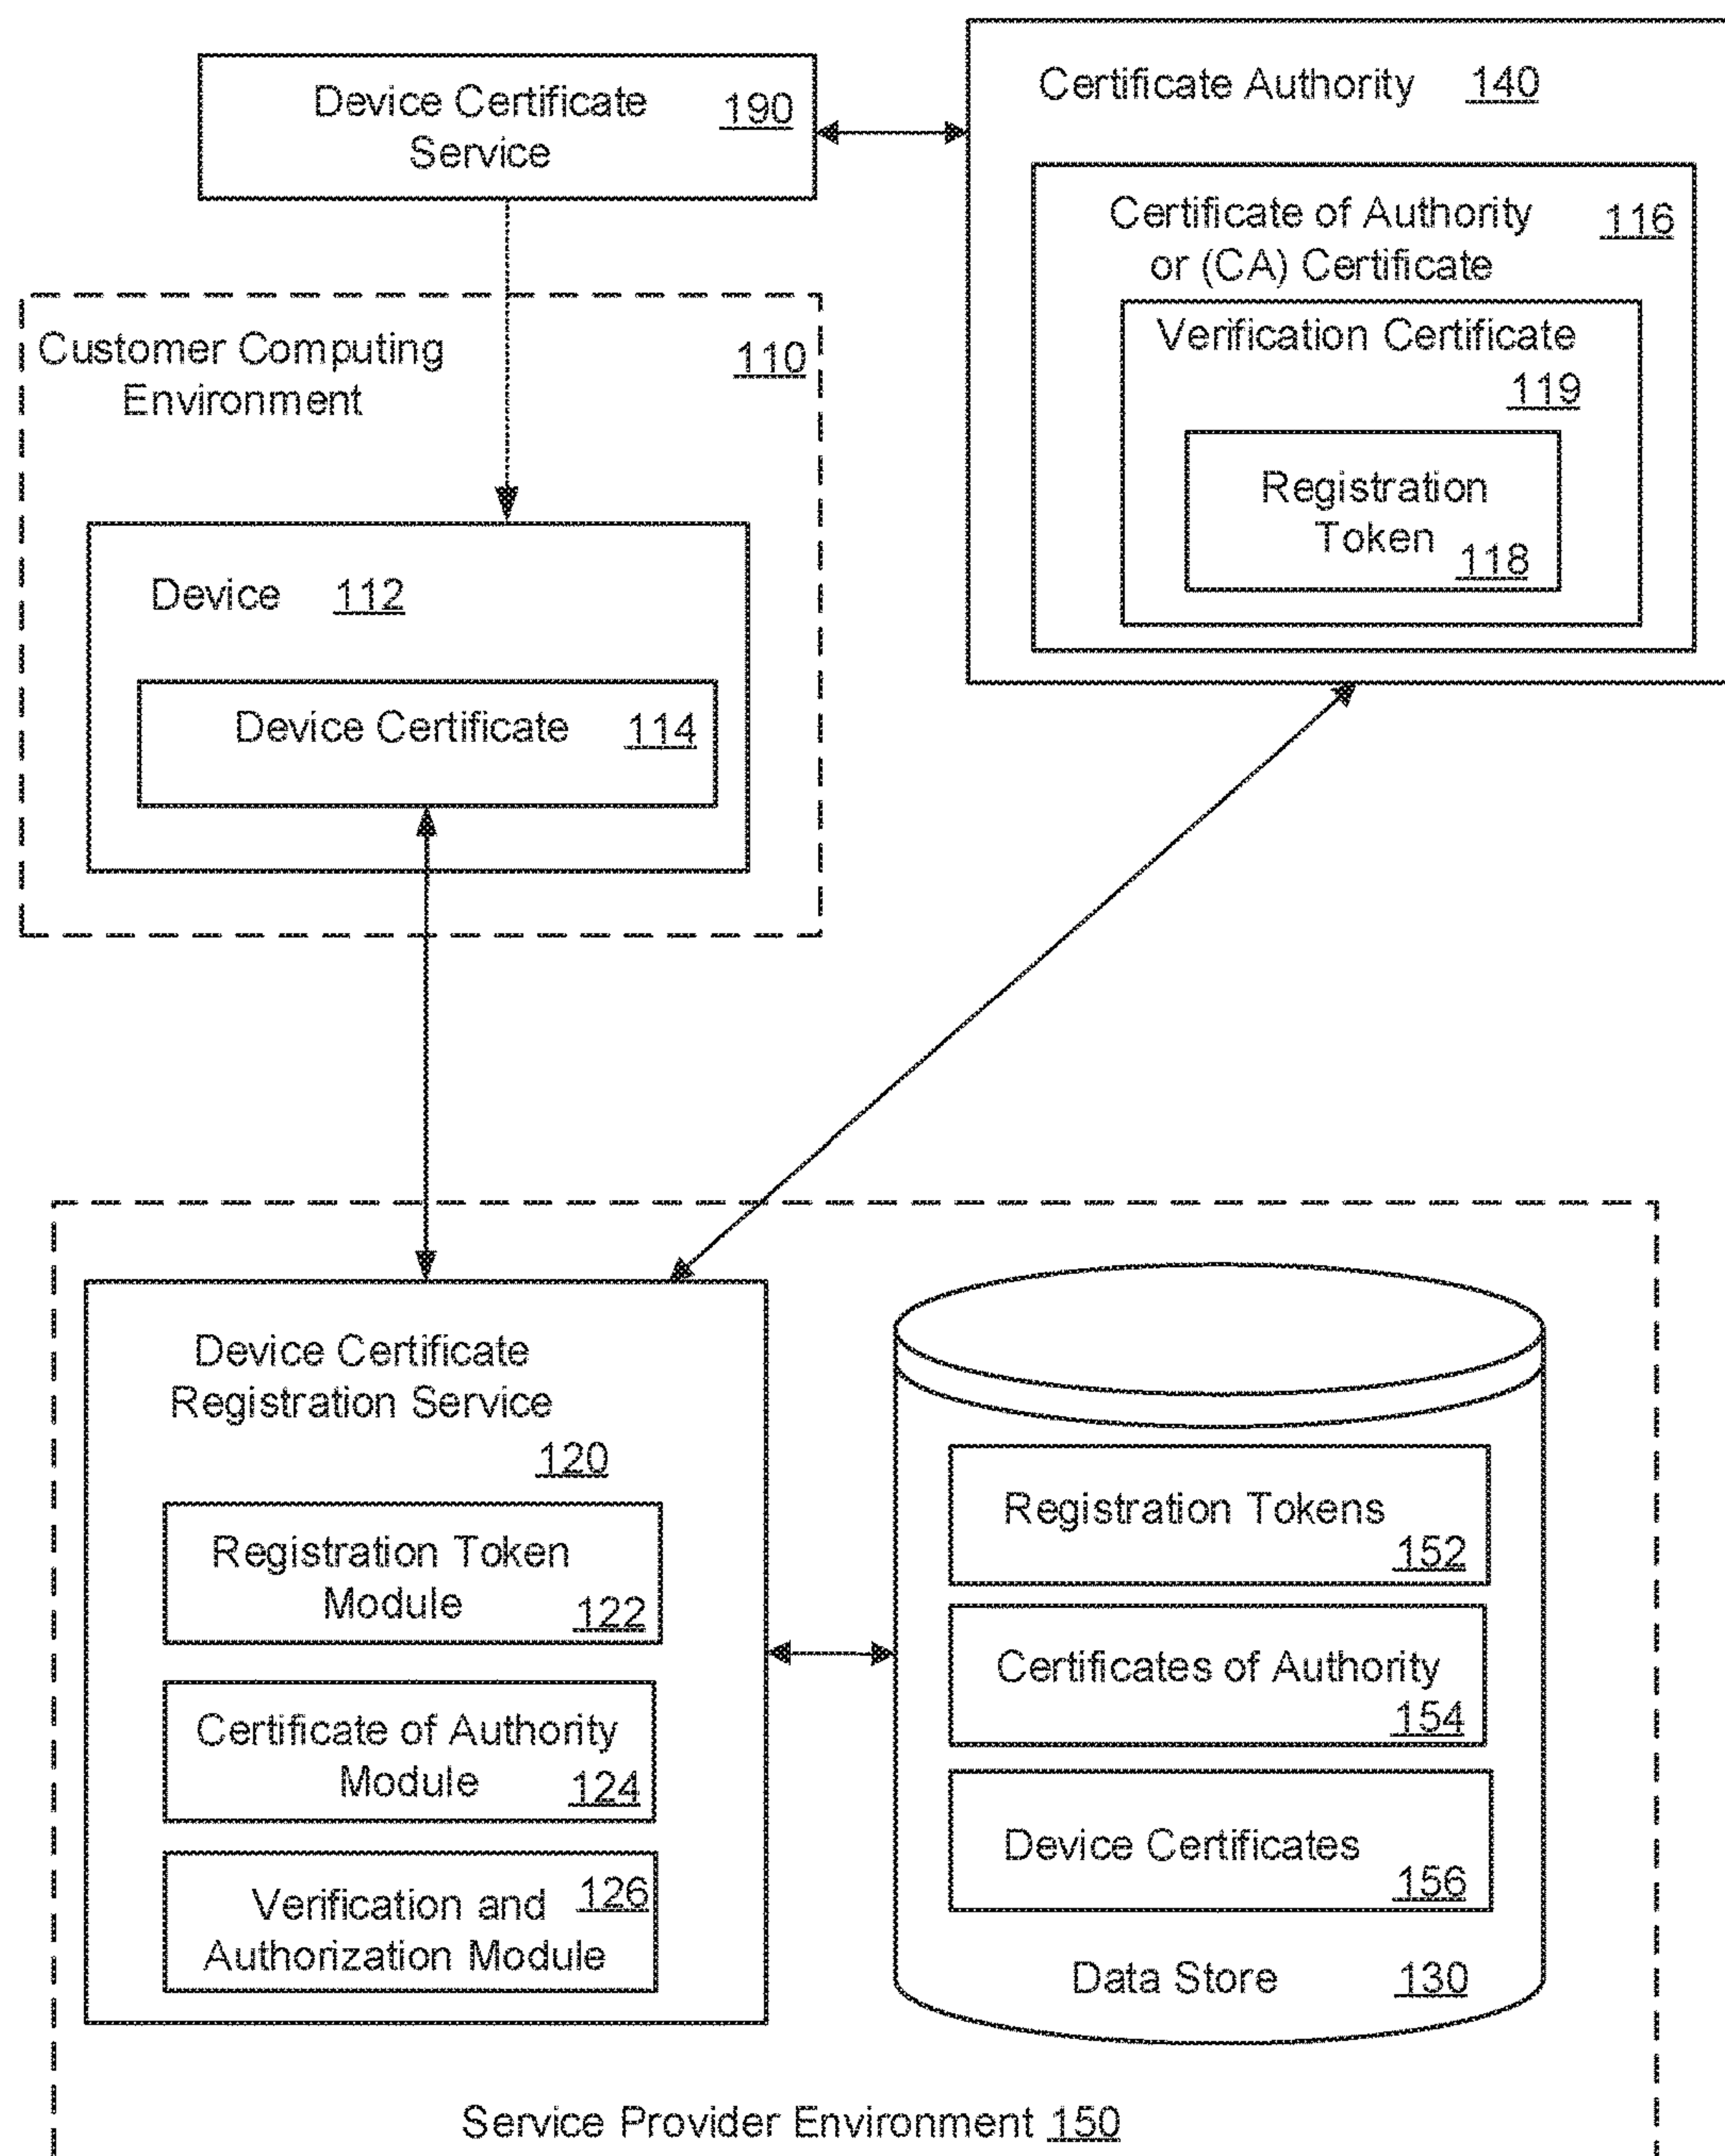 Device Certificate
Service
190
Certificate Authority 140
Certificate of Authority
or (CA) Certificate
116
Verification Certificate
119
Registration
Token
118
Customer Computing
Environment
110
Device 112
Device Certificate 114
Device Certificate
Registration Service
120
Registration Token
Module
122
Certificate of Authority
Module
124
Verification and
Authorization Module
126
Registration Tokens
152
Certificates of Authority
154
Device Certificates
156
Data Store 130
Service Provider Environment 150